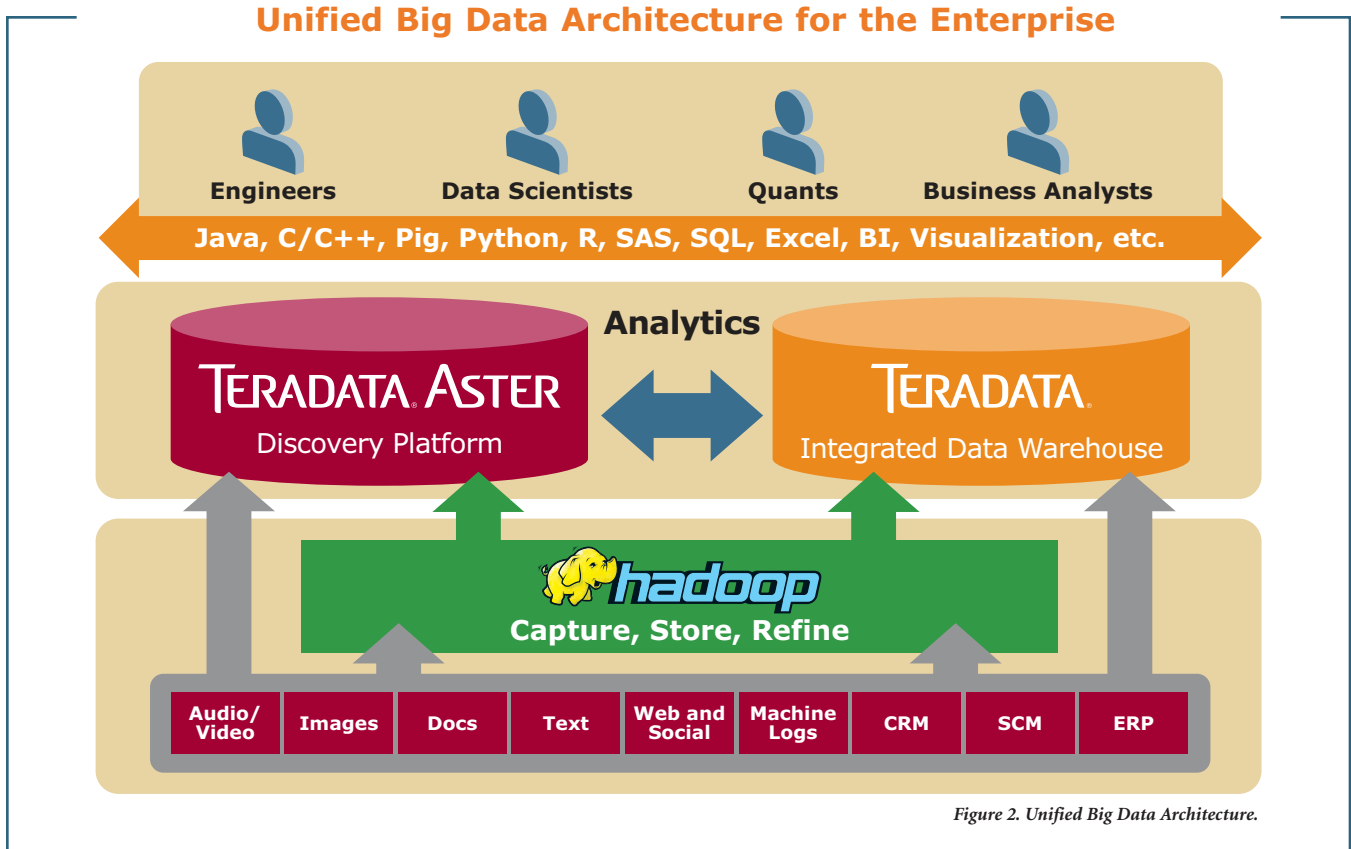 Unified Big Data Architecture for the Enterprise
Engineers
Data Scientists
Quants
Business Analysts
Java, C/C++, Pig, Python, R, SAS, SQL, Excel, BI, Visualization, etc.
Analytics
TERADATA® ASTER
Discovery Platform
TERADATA®
Integrated Data Warehouse
hadoop
Capture, Store, Refine
Audio/
Video
Images
Docs
Text
Web and
Social
Machine
Logs
CRM
SCM
ERP
Figure 2. Unified Big Data Architecture.